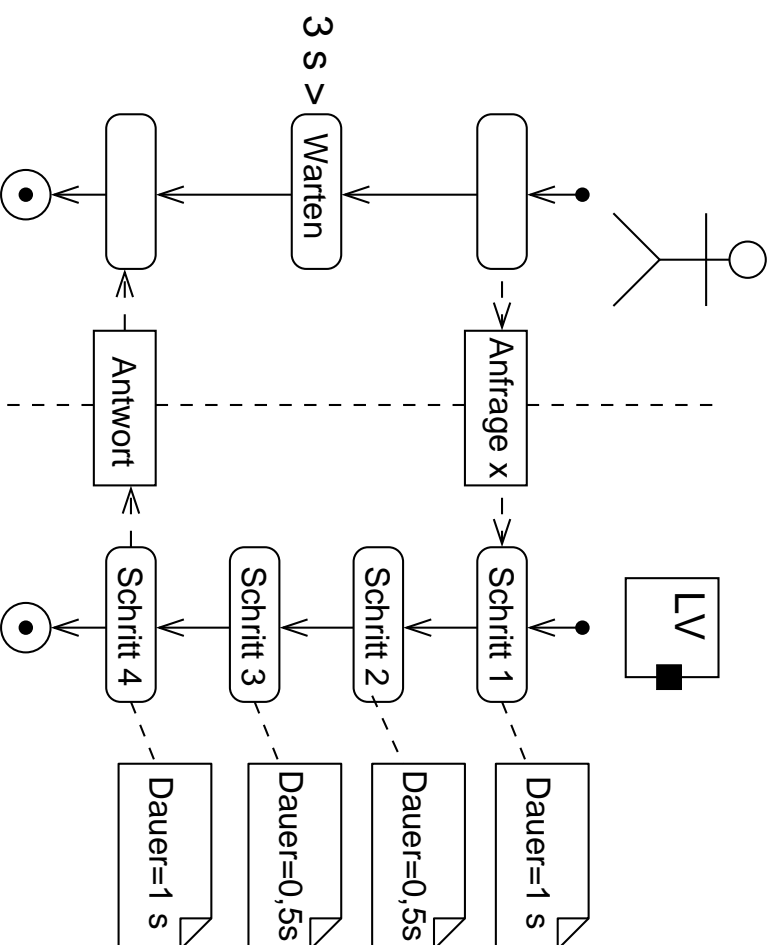 LV
Anfrage x
Schritt 1
Dauer=1 s
Schritt 2
Dauer=0,5s
3 s >
Warten
Schritt 3
Dauer=0,5s
Antwort
Schritt 4
Dauer=1 s